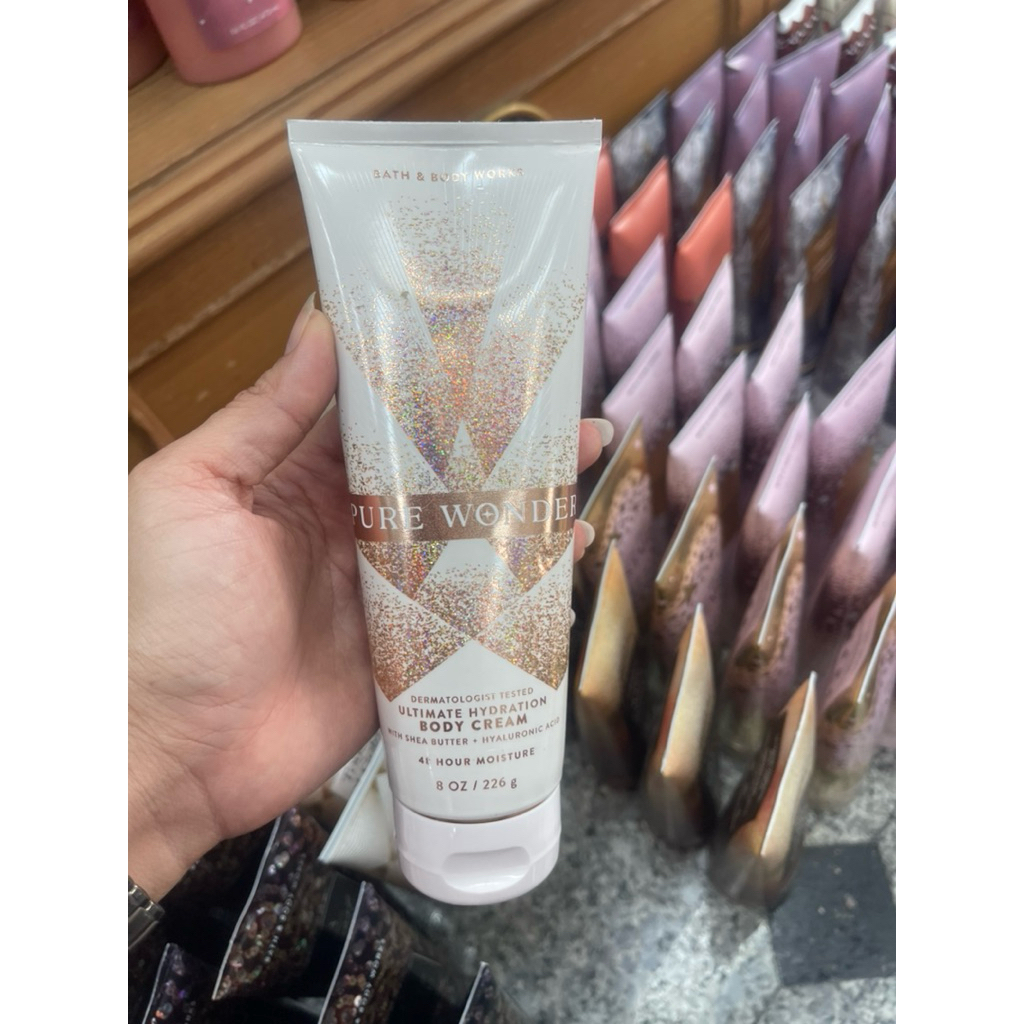 BATH & BODY WORKS
PURE WONDER
DERMATOLOGIST TESTED
ULTIMATE HYDRATION
BODY CREAM
WITH SHEA BUTTER + HYALURONIC ACID
48 HOUR MOISTURE
8 OZ / 226 g